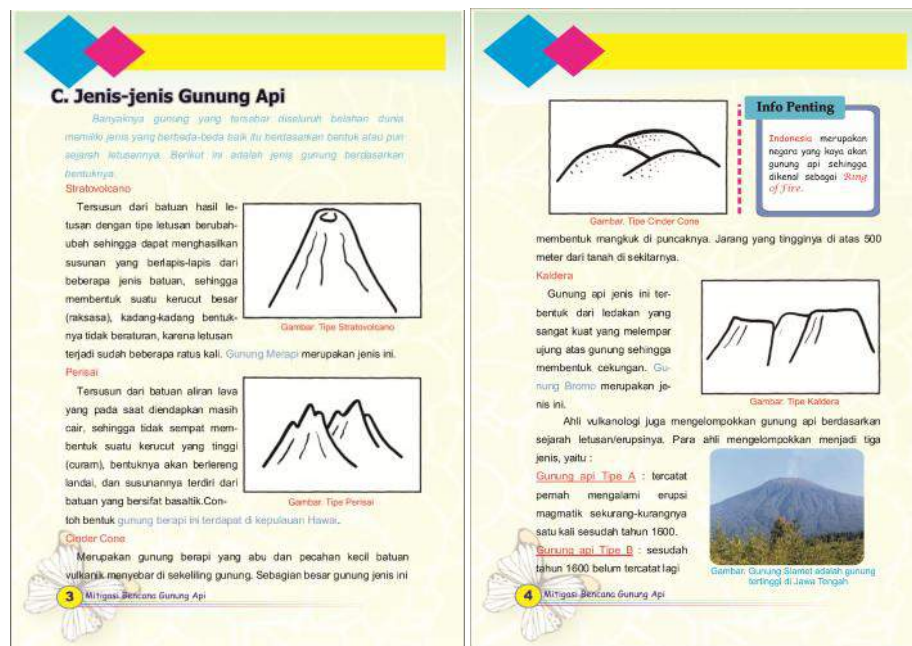 C. Jenis-jenis Gunung Api
Banyaknya gunung yang tersebar diseluruh belahan dunia
memiliki jenis yang berbeda-beda baik itu berdasarkan bentuk atau pun
sejarah letusannya. Berikut ini adalah jenis gunung berdasarkan
bentuknya.
Stratovolcano
Tersusun dari batuan hasil le-
tusan dengan tipe letusan berubah-
ubah sehingga dapat menghasilkan
susunan yang berlapis-lapis dari
beberapa jenis batuan, sehingga
membentuk suatu kerucut besar
(raksasa), kadang-kadang bentuk-
nya tidak beraturan, karena letusan
terjadi sudah beberapa ratus kali. Gunung Merapi merupakan jenis ini.
Gambar. Tipe Stratovolcano
Perisai
Tersusun dari batuan aliran lava
yang pada saat diendapkan masih
cair, sehingga tidak sempat mem-
bentuk suatu kerucut yang tinggi
(curam), bentuknya akan berlereng
landai, dan susunannya terdiri dari
batuan yang bersifat basaltik.Con-
toh bentuk gunung berapi ini terdapat di kepulauan Hawai.
Gambar. Tipe Perisai
Cinder Cone
Merupakan gunung berapi yang abu dan pecahan kecil batuan
vulkanik menyebar di sekeliling gunung. Sebagian besar gunung jenis ini
3 Mitigasi Bencana Gunung Api
Gambar. Tipe Cinder Cone
Info Penting
Indonesia merupakan
negara yang kaya akan
gunung api sehingga
dikenal sebagai Ring
of Fire.
membentuk mangkuk di puncaknya. Jarang yang tingginya di atas 500
meter dari tanah di sekitarnya.
Kaldera
Gunung api jenis ini ter-
bentuk dari ledakan yang
sangat kuat yang melempar
ujung atas gunung sehingga
membentuk cekungan. Gu-
nung Bromo merupakan je-
nis ini.
Gambar. Tipe Kaldera
Ahli vulkanologi juga mengelompokkan gunung api berdasarkan
sejarah letusan/erupsinya. Para ahli mengelompokkan menjadi tiga
jenis, yaitu :
Gunung api Tipe A : tercatat
pernah mengalami erupsi
magmatik sekurang-kurangnya
satu kali sesudah tahun 1600.
Gunung api Tipe B : sesudah
tahun 1600 belum tercatat lagi
Gambar. Gunung Slamet adalah gunung
tertinggi di Jawa Tengah
4 Mitigasi Bencana Gunung Api